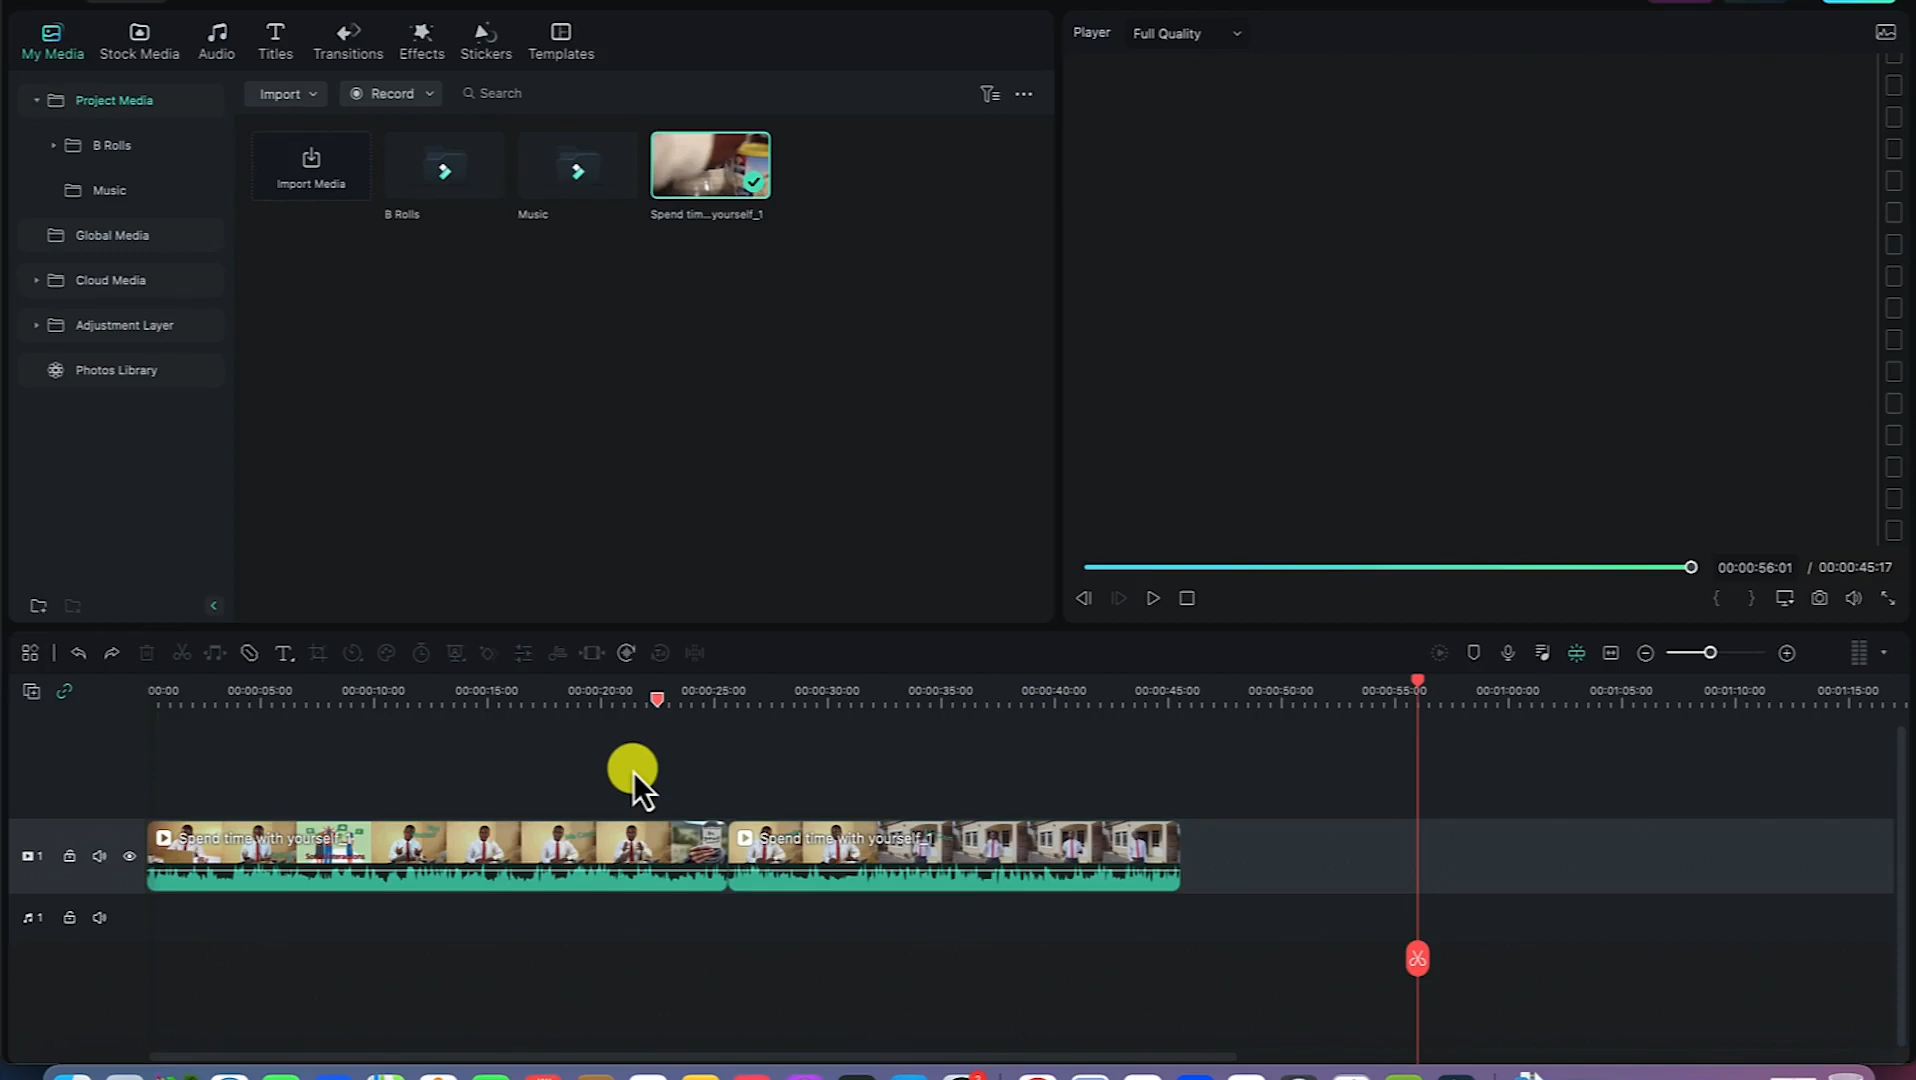 My Media Stock Media Audio Titles Transitions Effects Stickers Templates
Player Full Quality
Project Media
B Rolls
Music
Global Media
Cloud Media
Adjustment Layer
Photos Library
Import Record Search
Import Media
B Rolls
Music
Spend tim...yourself_1
00:00:56:01 / 00:00:45:17
{ }
00:00 00:00:05:00 00:00:10:00 00:00:15:00 00:00:20:00 00:00:25:00 00:00:30:00 00:00:35:00 00:00:40:00 00:00:45:00 00:00:50:00 00:00:55:00 00:01:00:00 00:01:05:00 00:01:10:00 00:01:15:00
1
Spend time with yourself_1
Spend time with yourself_1
1